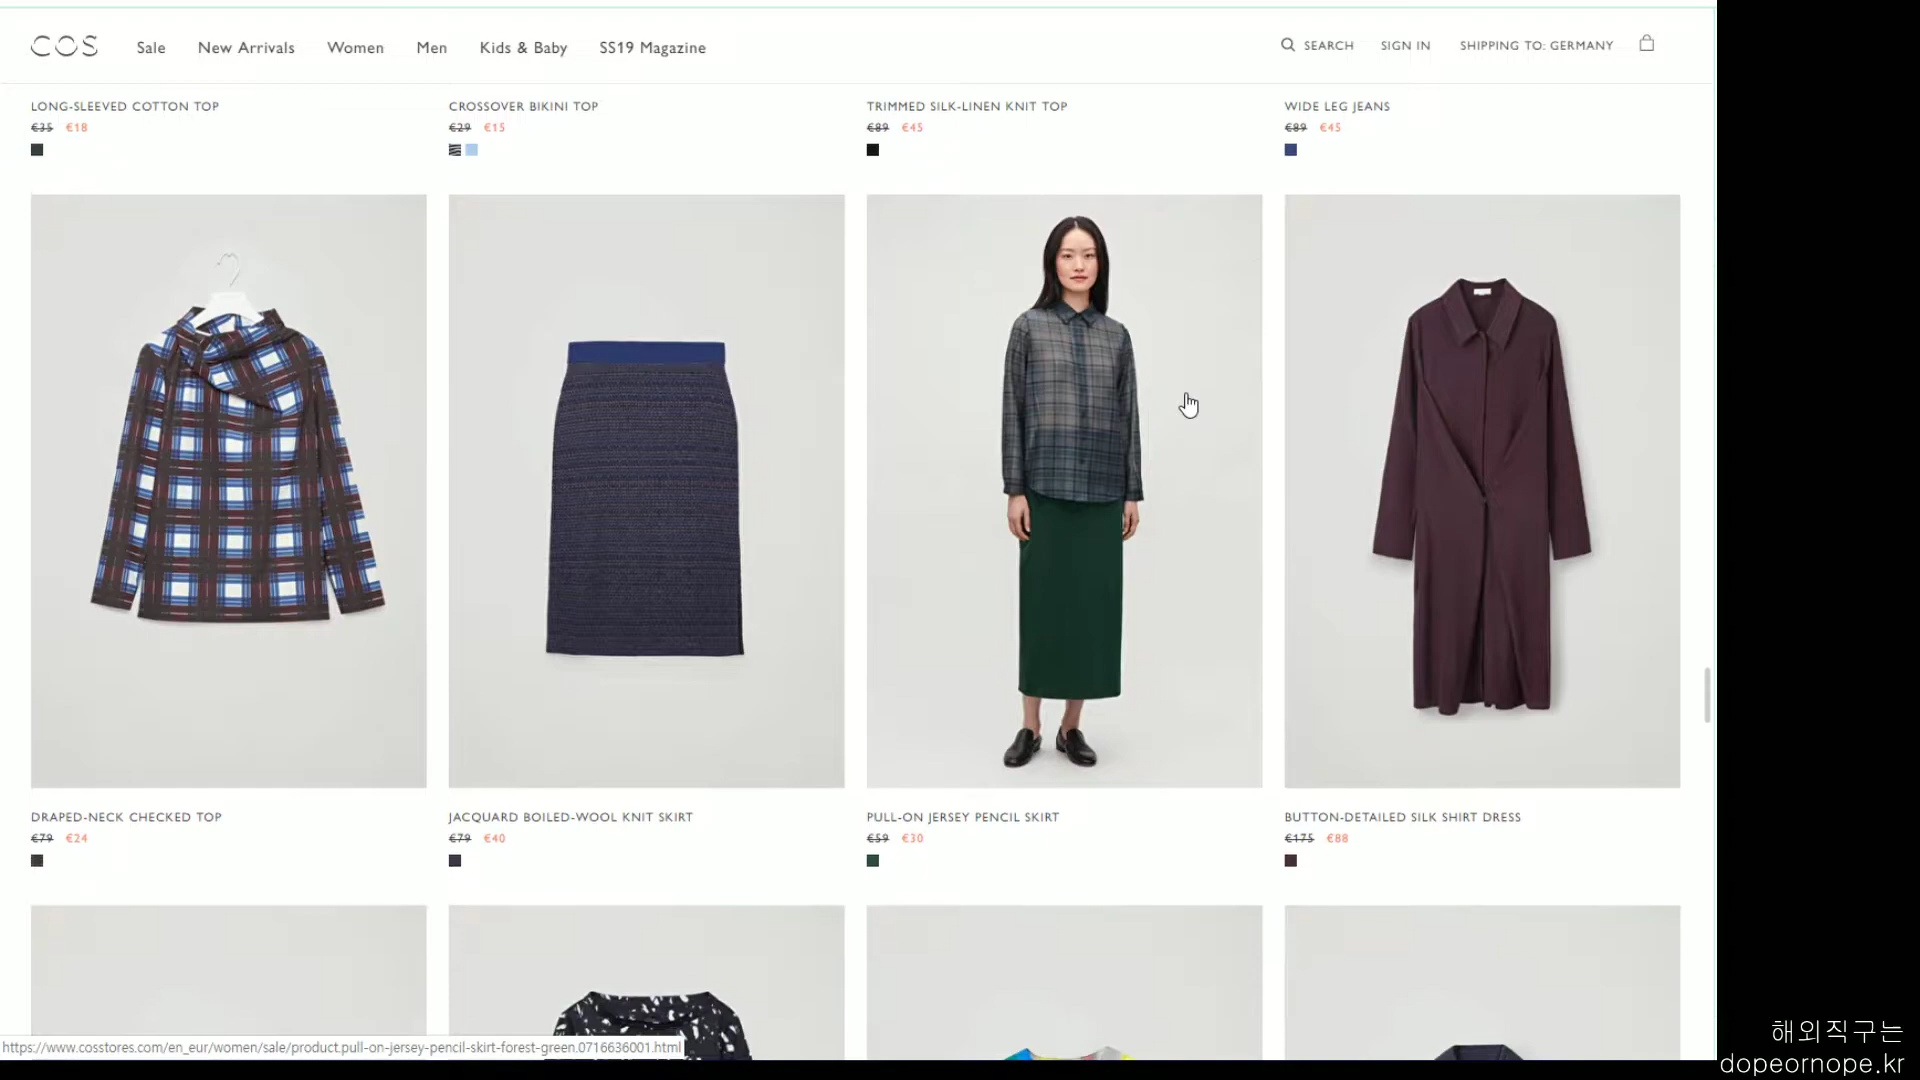 COS
Sale
New Arrivals
Women
Men
Kids & Baby
SS19 Magazine
SEARCH
SIGN IN
SHIPPING TO: GERMANY
LONG-SLEEVED COTTON TOP
€35 €18
CROSSOVER BIKINI TOP
€29 €15
TRIMMED SILK-LINEN KNIT TOP
€89 €45
WIDE LEG JEANS
€89 €45
DRAPED-NECK CHECKED TOP
€79 €24
JACQUARD BOILED-WOOL KNIT SKIRT
€79 €40
PULL-ON JERSEY PENCIL SKIRT
€59 €30
BUTTON-DETAILED SILK SHIRT DRESS
€175 €88
https://www.cosstores.com/en_eur/women/sale/product.pull-on-jersey-pencil-skirt-forest-green.0716636001.html
해외직구는
dopeornope.kr